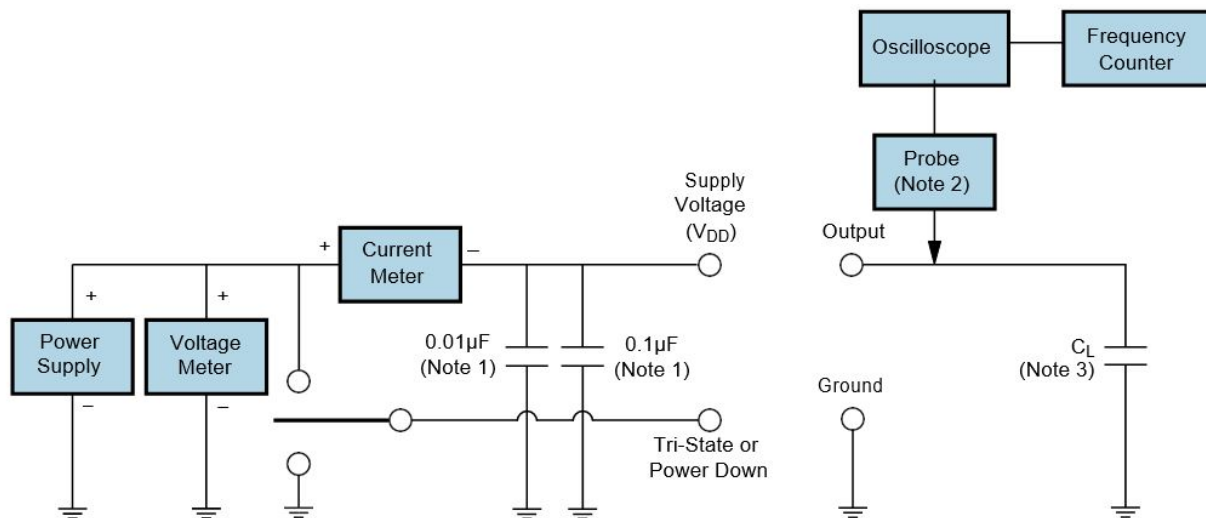 Oscilloscope
Frequency
Counter
Probe
(Note 2)
Supply
Voltage
(VDD)
Output
+
Current
Meter
–
+
Power
Supply
–
+
Voltage
Meter
–
0.01µF
(Note 1)
0.1µF
(Note 1)
CL
(Note 3)
Ground
Tri-State or
Power Down